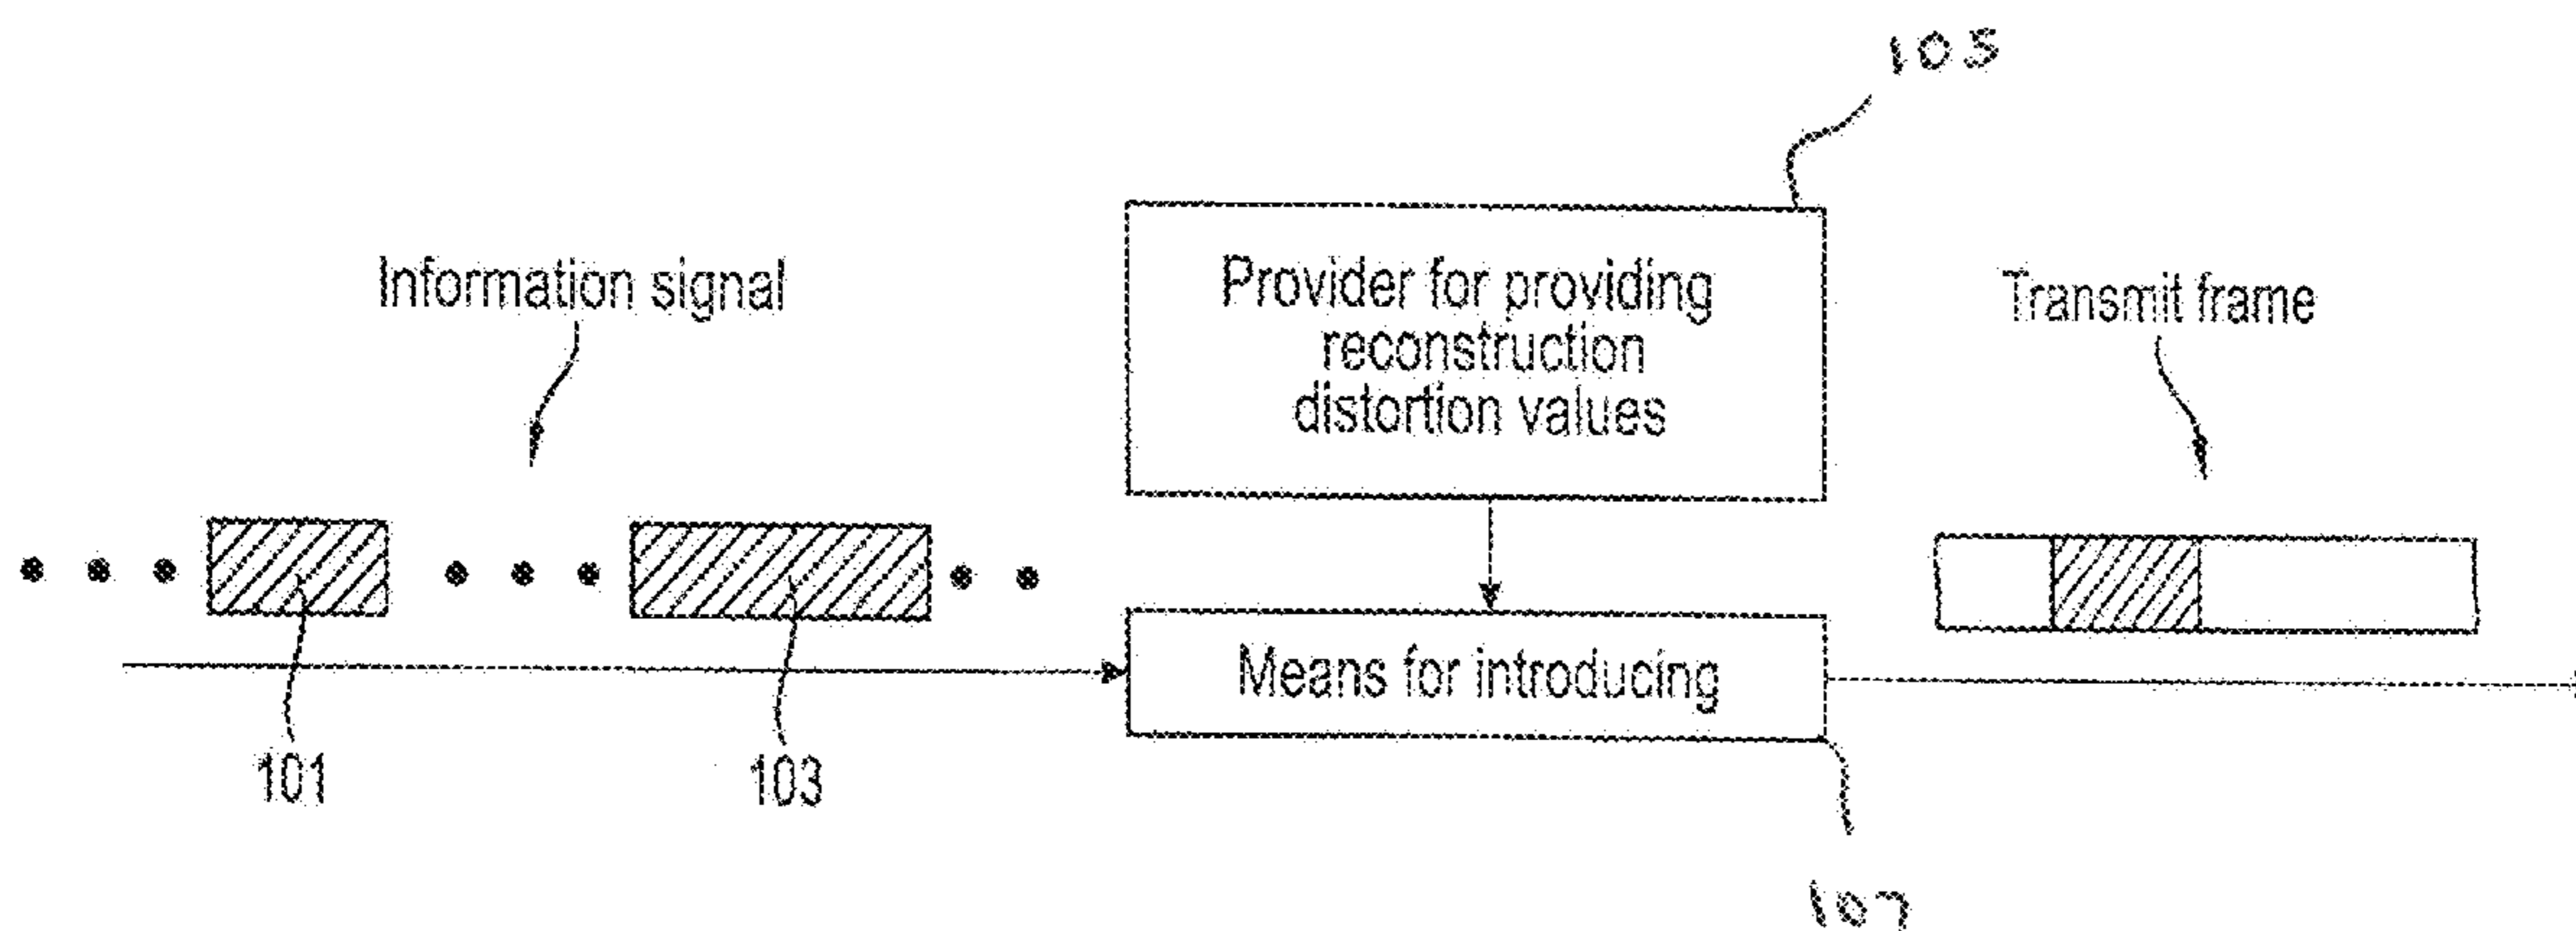 105
Information signal
Provider for providing
reconstruction
distortion values
Transmit frame
Means for introducing
101
103
107